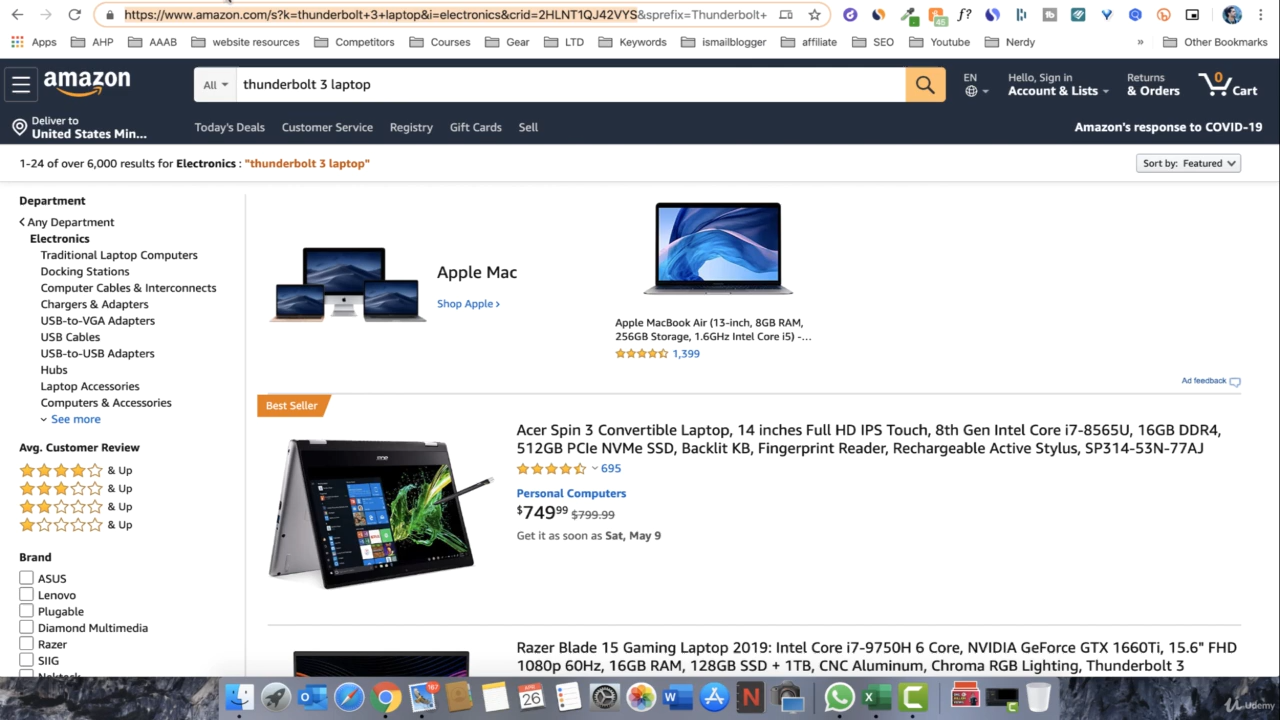 https://www.amazon.com/s?k=thunderbolt+3+laptop&i=electronics&crid=2HLNT1QJ42VYS&sprefix=Thunderbolt+
Apps AHP AAAB website resources Competitors Courses Gear LTD Keywords ismailblogger affiliate SEO Youtube Nerdy » Other Bookmarks
amazon
All
thunderbolt 3 laptop
EN
Hello, Sign in
Account & Lists
Returns
& Orders
0
Cart
Deliver to
United States Min...
Today's Deals Customer Service Registry Gift Cards Sell
Amazon's response to COVID-19
1-24 of over 6,000 results for Electronics : "thunderbolt 3 laptop"
Sort by: Featured
Department
Any Department
Electronics
Traditional Laptop Computers
Docking Stations
Computer Cables & Interconnects
Chargers & Adapters
USB-to-VGA Adapters
USB Cables
USB-to-USB Adapters
Hubs
Laptop Accessories
Computers & Accessories
See more
Avg. Customer Review
& Up
& Up
& Up
& Up
Brand
ASUS
Lenovo
Plugable
Diamond Multimedia
Razer
SIIG
Apple Mac
Shop Apple ›
Apple MacBook Air (13-inch, 8GB RAM,
256GB Storage, 1.6GHz Intel Core i5) -...
1,399
Ad feedback
Best Seller
Acer Spin 3 Convertible Laptop, 14 inches Full HD IPS Touch, 8th Gen Intel Core i7-8565U, 16GB DDR4,
512GB PCIe NVMe SSD, Backlit KB, Fingerprint Reader, Rechargeable Active Stylus, SP314-53N-77AJ
695
Personal Computers
$749.99 $799.99
Get it as soon as Sat, May 9
Razer Blade 15 Gaming Laptop 2019: Intel Core i7-9750H 6 Core, NVIDIA GeForce GTX 1660Ti, 15.6" FHD
1080p 60Hz, 16GB RAM, 128GB SSD + 1TB, CNC Aluminum, Chroma RGB Lighting, Thunderbolt 3
26
Udemy